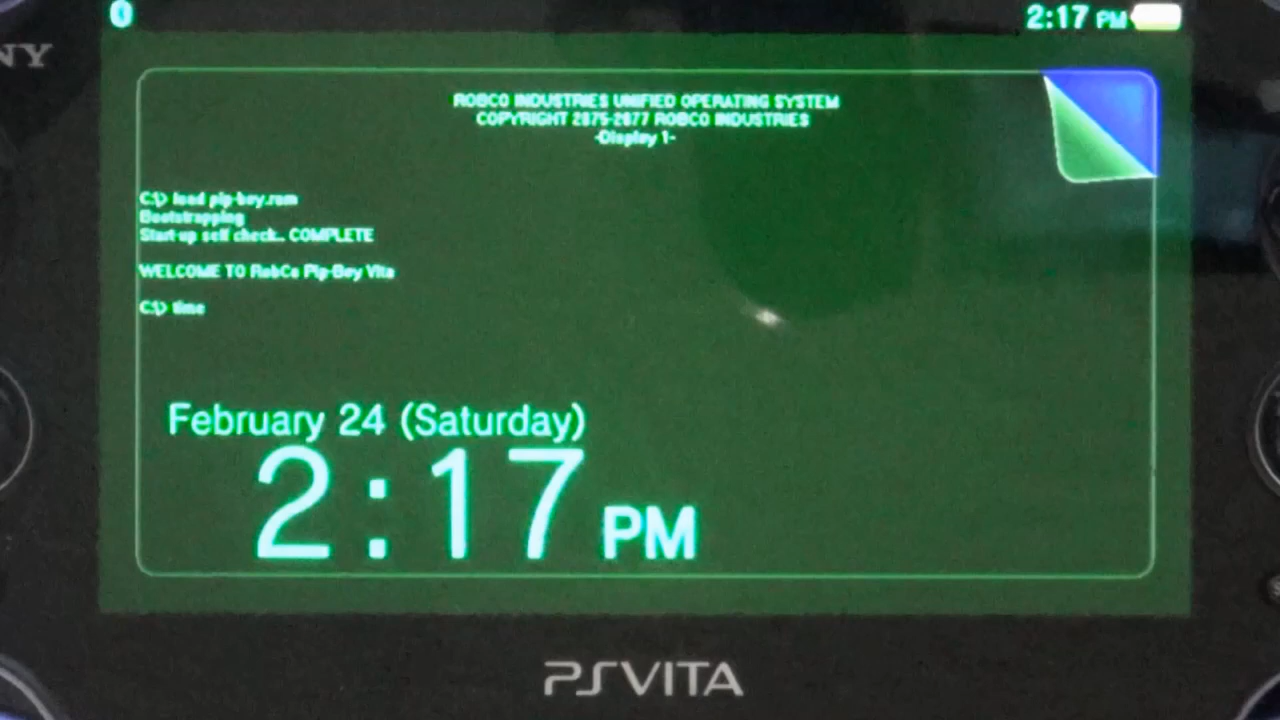 0
2:17 PM
NY
ROBCO INDUSTRIES UNIFIED OPERATING SYSTEM
COPYRIGHT 2075-2077 ROBCO INDUSTRIES
-Display 1-
C:\> load pip-boy.rom
Bootstrapping
Start-up self check.. COMPLETE
WELCOME TO RobCo Pip-Boy Vita
C:\> time
February 24 (Saturday)
2:17 PM
PSVITA